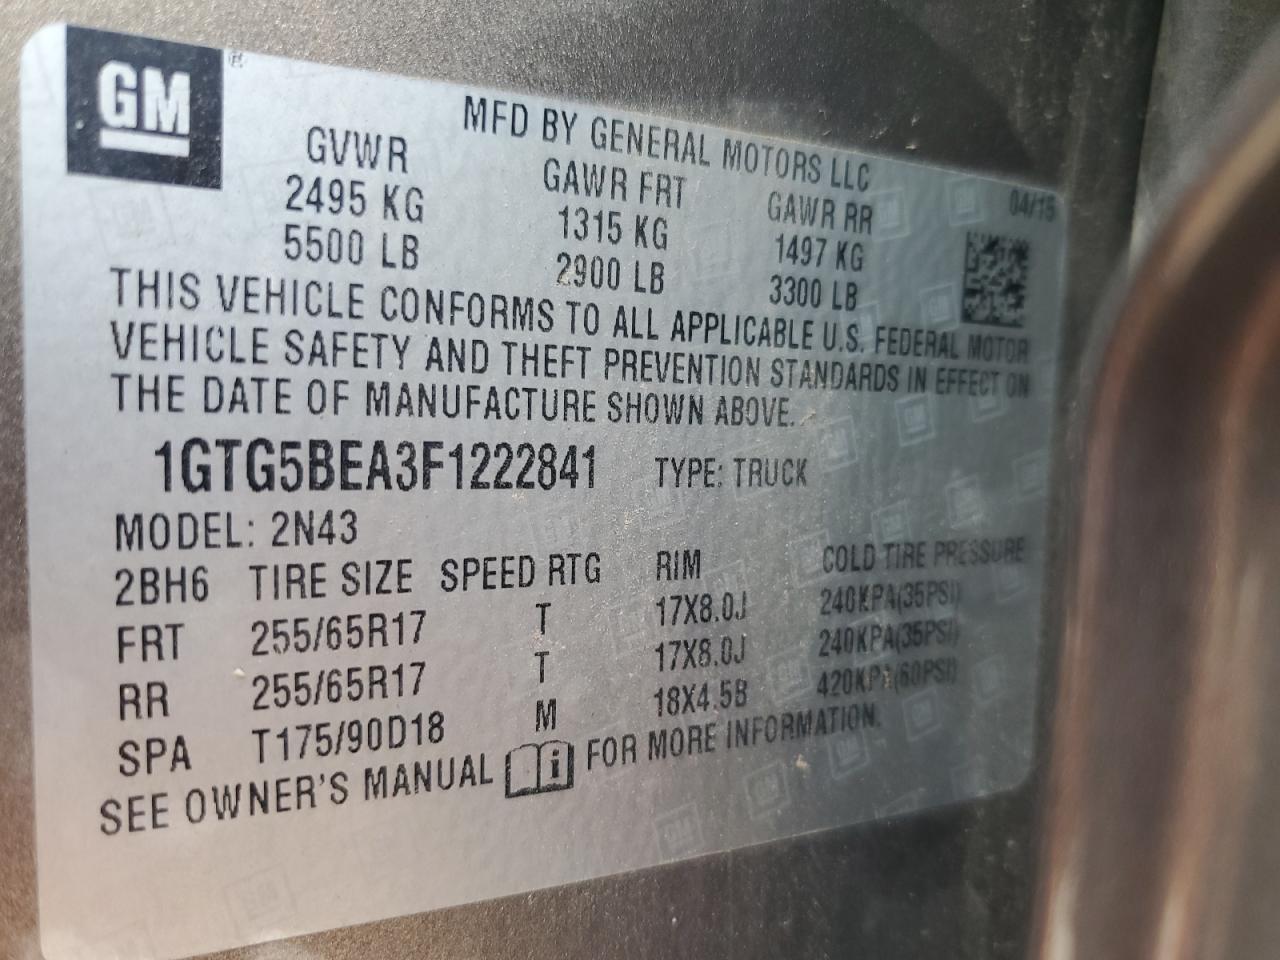 GM ®
MFD BY GENERAL MOTORS LLC
04/15
GVWR GAWR FRT GAWR RR
2495 KG 1315 KG 1497 KG
5500 LB 2900 LB 3300 LB
THIS VEHICLE CONFORMS TO ALL APPLICABLE U.S. FEDERAL MOTOR
VEHICLE SAFETY AND THEFT PREVENTION STANDARDS IN EFFECT ON
THE DATE OF MANUFACTURE SHOWN ABOVE.
1GTG5BEA3F1222841 TYPE: TRUCK
MODEL: 2N43
2BH6 TIRE SIZE SPEED RTG RIM COLD TIRE PRESSURE
FRT 255/65R17 T 17X8.0J 240KPA(35PSI)
RR 255/65R17 T 17X8.0J 240KPA(35PSI)
SPA T175/90D18 M 18X4.5B 420KPA(60PSI)
SEE OWNER'S MANUAL i FOR MORE INFORMATION.